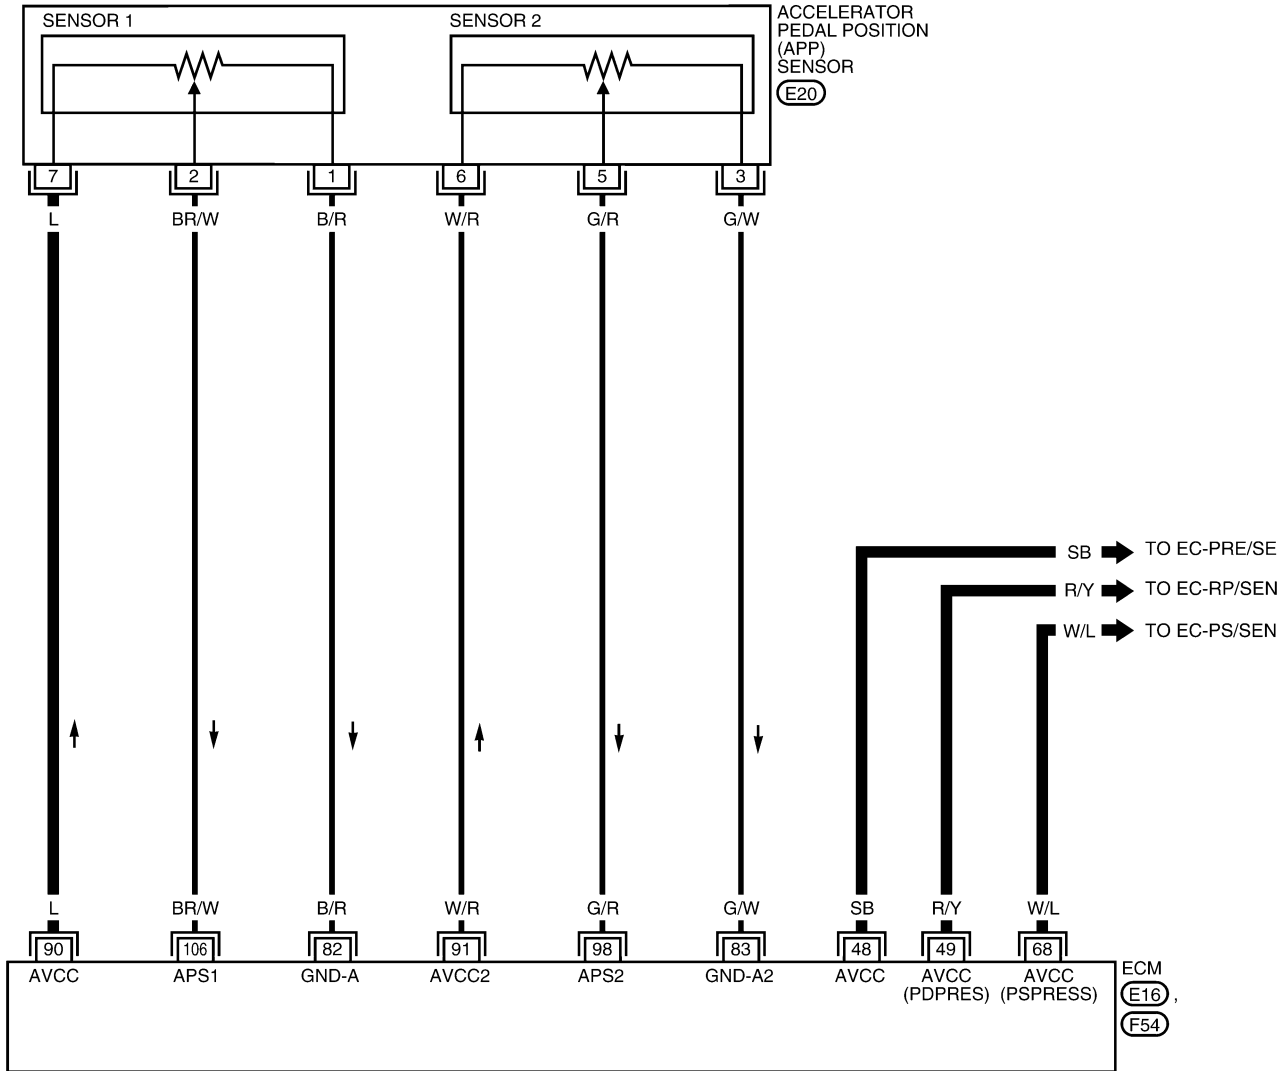 SENSOR 1
SENSOR 2
ACCELERATOR
PEDAL POSITION
(APP)
SENSOR
E20
7 2 1 6 5 3
L BR/W B/R W/R G/R G/W
SB TO EC-PRE/SE
R/Y TO EC-RP/SEN
W/L TO EC-PS/SEN
L BR/W B/R W/R G/R G/W SB R/Y W/L
90 106 82 91 98 83 48 49 68
AVCC APS1 GND-A AVCC2 APS2 GND-A2 AVCC AVCC AVCC
(PDPRES) (PSPRESS)
ECM
E16 ,
F54